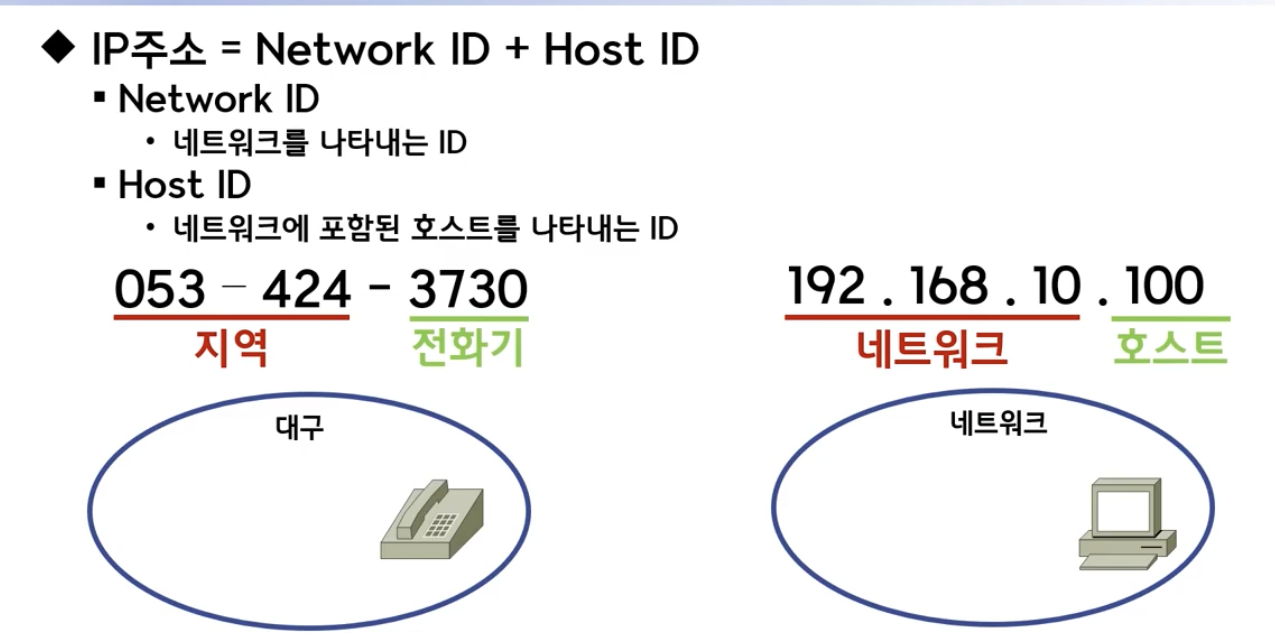 ◆ IP주소 = Network ID + Host ID
▪ Network ID
• 네트워크를 나타내는 ID
▪ Host ID
• 네트워크에 포함된 호스트를 나타내는 ID
053 – 424 - 3730
지역 전화기
대구
192 . 168 . 10 . 100
네트워크 호스트
네트워크